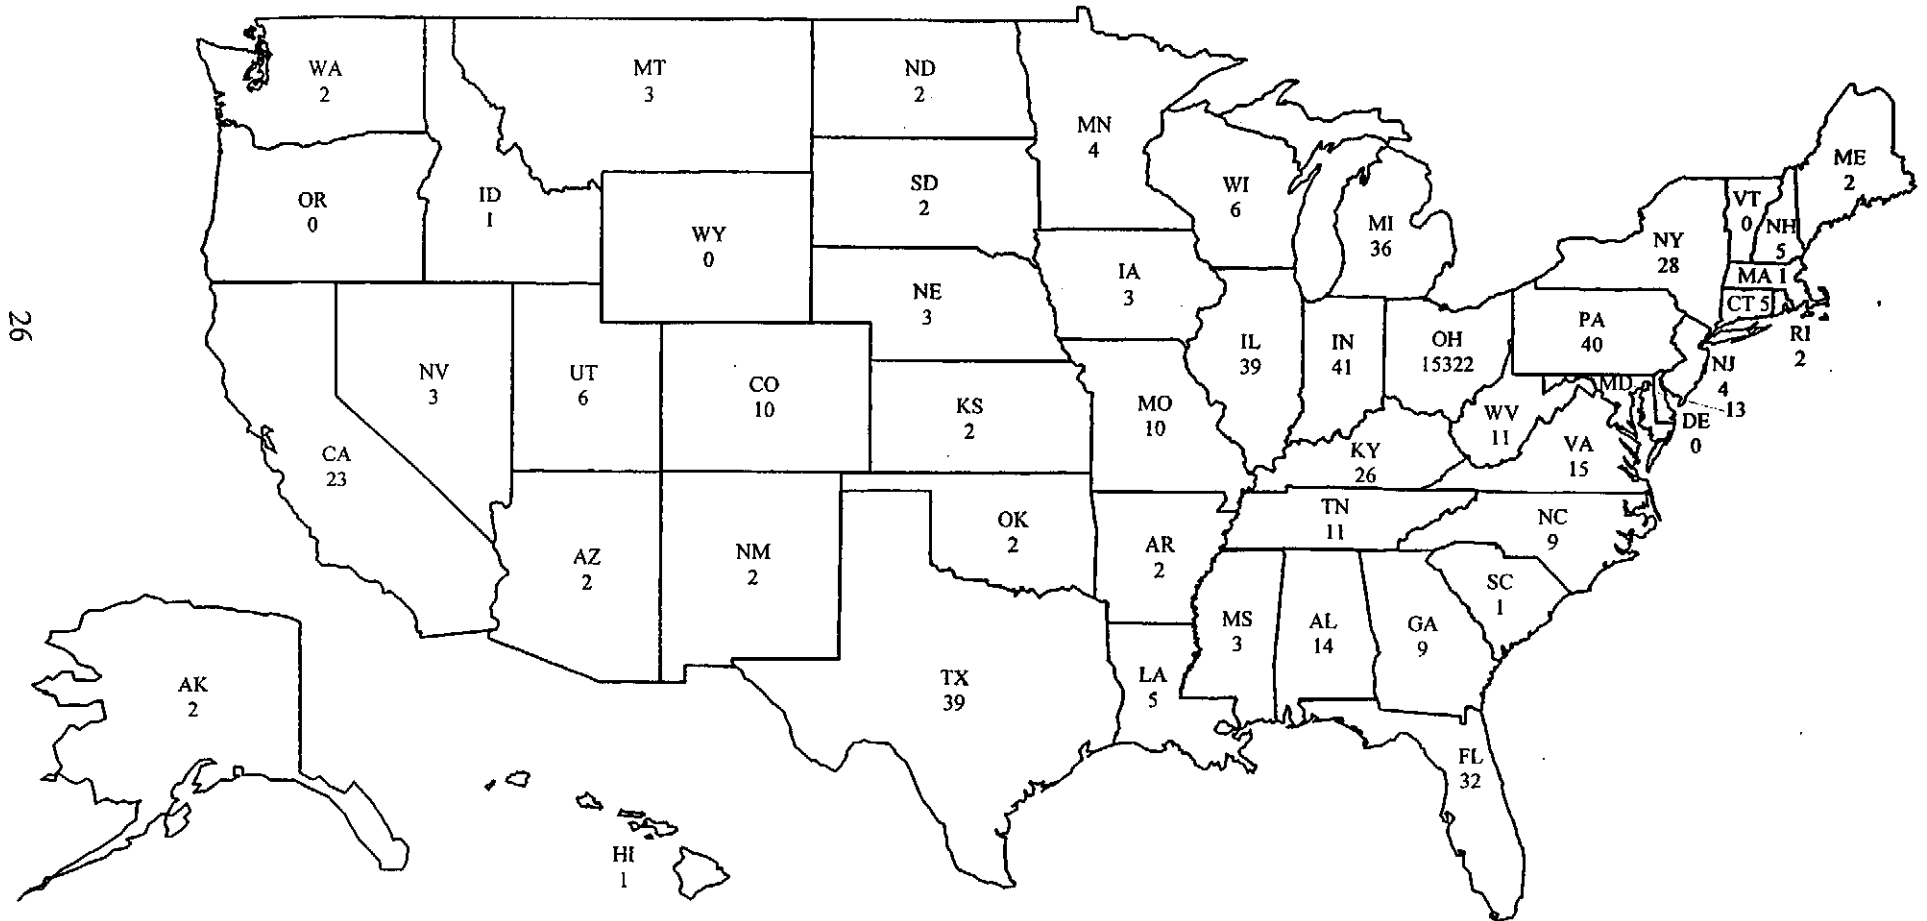 WA
2
MT
3
ND
2
MN
4
ME
2
OR
0
ID
1
WY
0
SD
2
WI
6
MI
36
VT
0
NH
5
NY
28
MA 1
CT 5
RI
2
IA
3
NE
3
PA
40
NJ
4
13
MD
DE
0
26
NV
3
UT
6
CO
10
KS
2
MO
10
IL
39
IN
41
OH
15322
WV
11
VA
15
KY
26
CA
23
AZ
2
NM
2
OK
2
AR
2
TN
11
NC
9
SC
1
MS
3
AL
14
GA
9
TX
39
LA
5
FL
32
AK
2
HI
1